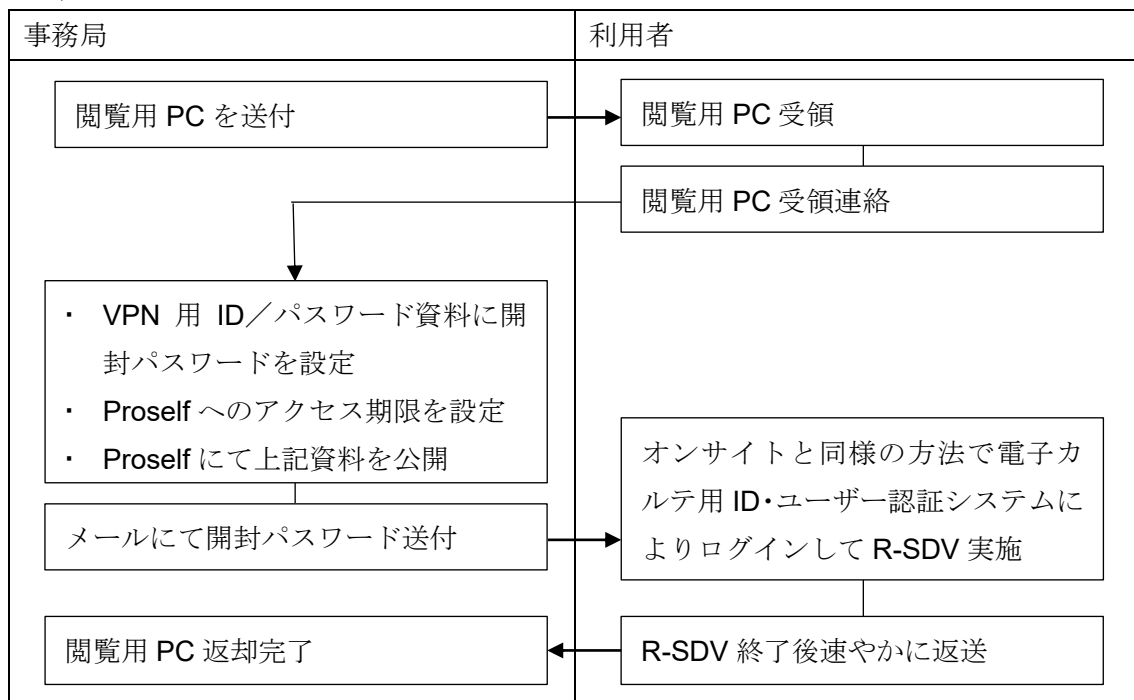 事務局
利用者
閲覧用 PC を送付
閲覧用 PC 受領
閲覧用 PC 受領連絡
・ VPN 用 ID／パスワード資料に開
封パスワードを設定
・ Proself へのアクセス期限を設定
・ Proself にて上記資料を公開
メールにて開封パスワード送付
オンサイトと同様の方法で電子カ
ルテ用 ID・ユーザー認証システムに
よりログインして R-SDV 実施
閲覧用 PC 返却完了
R-SDV 終了後速やかに返送